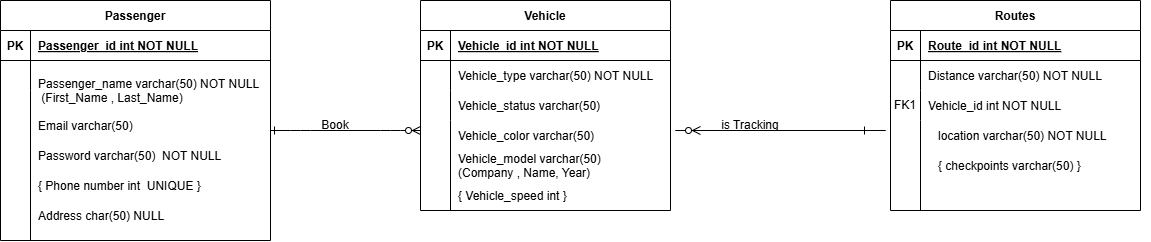 Passenger
PK Passenger_id int NOT NULL
Passenger_name varchar(50) NOT NULL
(First_Name , Last_Name)
Email varchar(50)
Password varchar(50)  NOT NULL
{ Phone number int  UNIQUE }
Address char(50) NULL
Book
Vehicle
PK Vehicle_id int NOT NULL
Vehicle_type varchar(50) NOT NULL
Vehicle_status varchar(50)
Vehicle_color varchar(50)
Vehicle_model varchar(50)
(Company , Name, Year)
{ Vehicle_speed int }
is Tracking
Routes
PK Route_id int NOT NULL
Distance varchar(50) NOT NULL
FK1 Vehicle_id int NOT NULL
location varchar(50) NOT NULL
{ checkpoints varchar(50) }